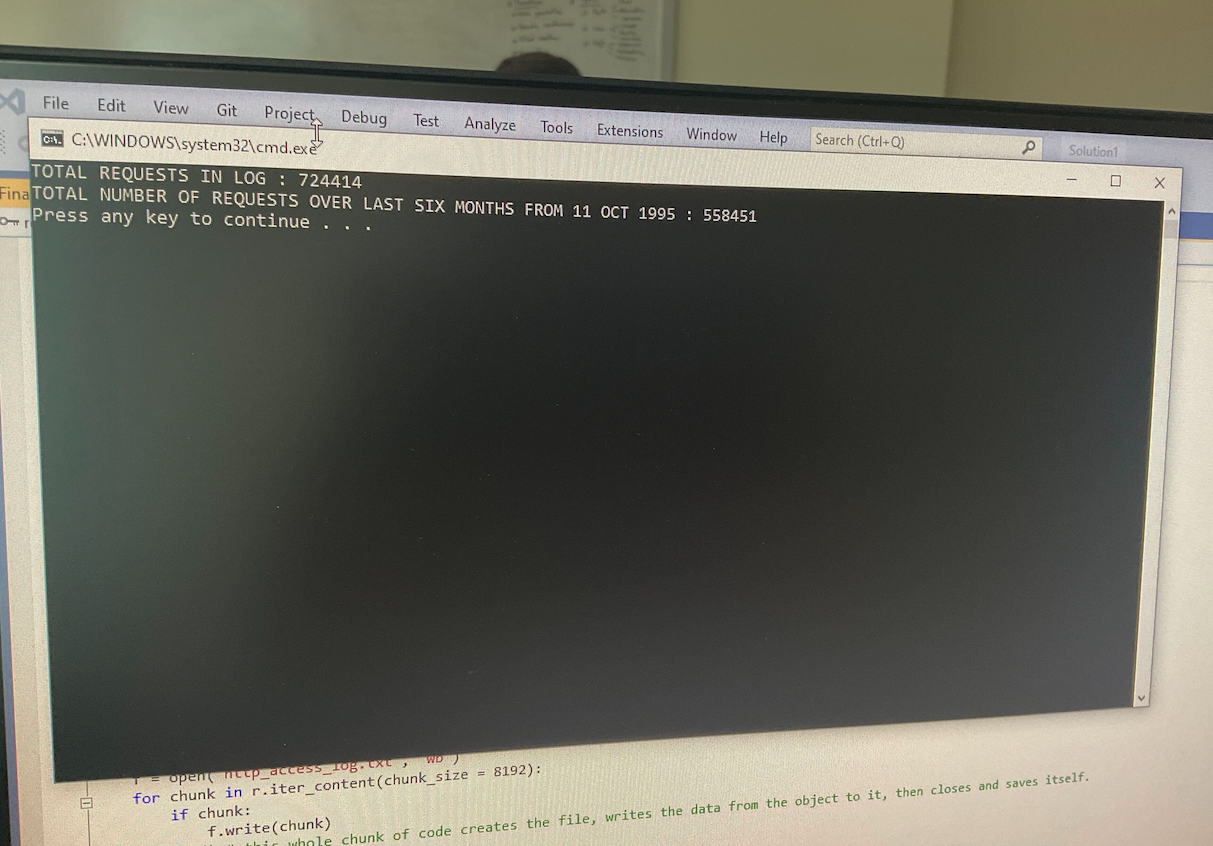 File Edit View Git Project Debug Test Analyze Tools Extensions Window Help Search (Ctrl+Q) Solution1
C:\WINDOWS\system32\cmd.exe
TOTAL REQUESTS IN LOG : 724414
TOTAL NUMBER OF REQUESTS OVER LAST SIX MONTHS FROM 11 OCT 1995 : 558451
Press any key to continue . . .
Fina
f = open("http_access_log.txt", "wb")
for chunk in r.iter_content(chunk_size = 8192):
if chunk:
f.write(chunk)
this whole chunk of code creates the file, writes the data from the object to it, then closes and saves itself.